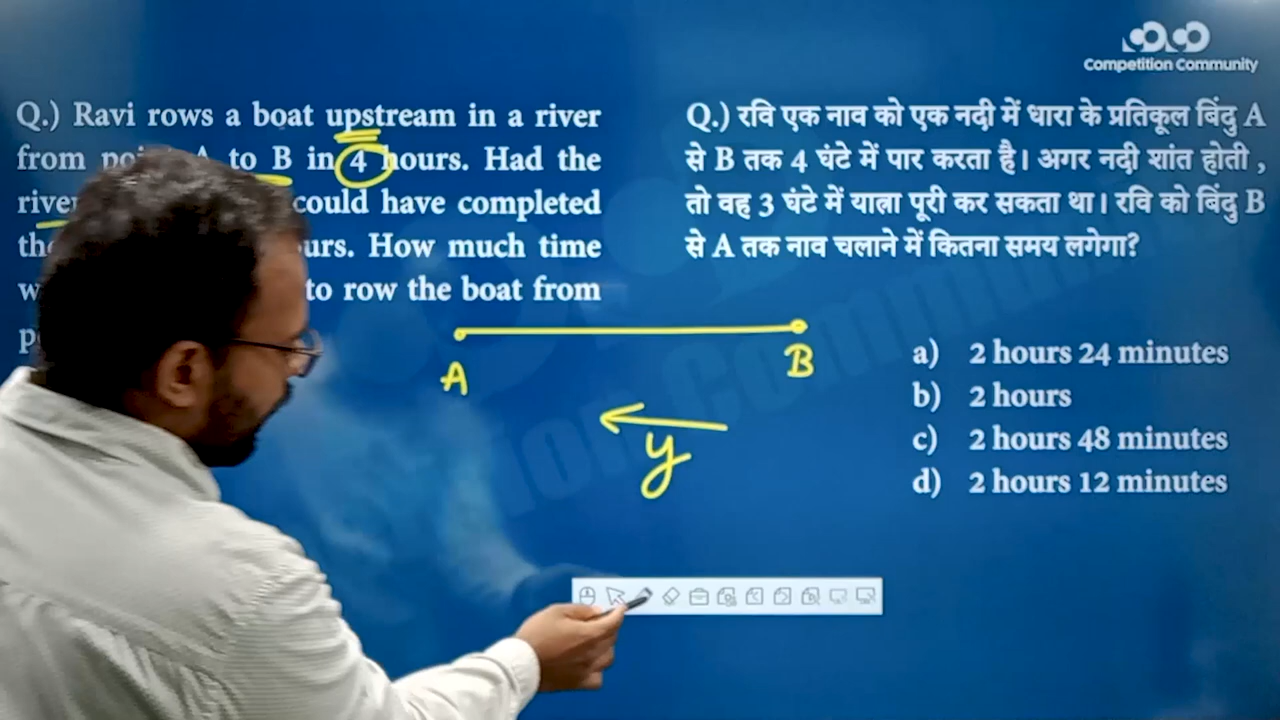 Competition Community
Q.) Ravi rows a boat upstream in a river
from A to B in 4 hours. Had the
river could have completed
How much time
to row the boat from
Q.) रवि एक नाव को एक नदी में धारा के प्रतिकूल बिंदु A
से B तक 4 घंटे में पार करता है। अगर नदी शांत होती ,
तो वह 3 घंटे में यात्रा पूरी कर सकता था। रवि को बिंदु B
से A तक नाव चलाने में कितना समय लगेगा?
A
B
y
a) 2 hours 24 minutes
b) 2 hours
c) 2 hours 48 minutes
d) 2 hours 12 minutes